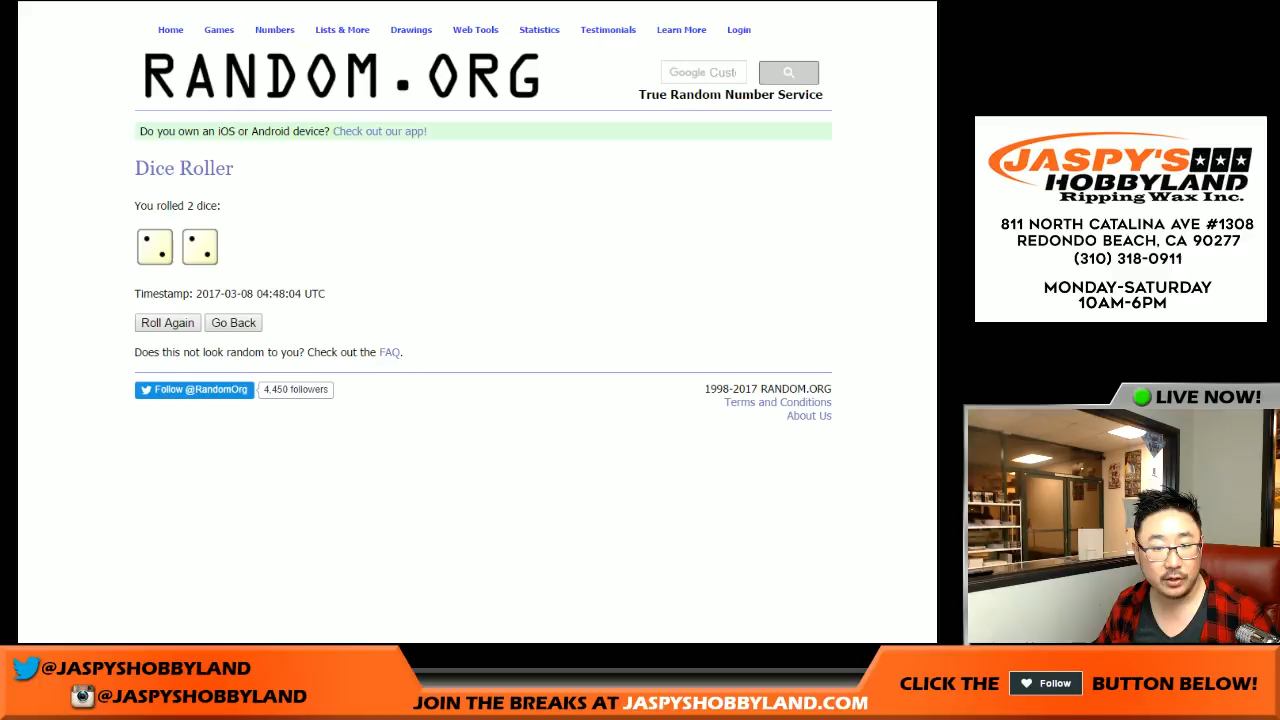 Home Games Numbers Lists & More Drawings Web Tools Statistics Testimonials Learn More Login
RANDOM.ORG
Google Cust
True Random Number Service
Do you own an iOS or Android device? Check out our app!
Dice Roller
You rolled 2 dice:
Timestamp: 2017-03-08 04:48:04 UTC
Roll Again Go Back
Does this not look random to you? Check out the FAQ.
Follow @RandomOrg 4,450 followers
1998-2017 RANDOM.ORG
Terms and Conditions
About Us
JASPY'S
HOBBYLAND
Ripping Wax Inc.
811 NORTH CATALINA AVE #1308
REDONDO BEACH, CA 90277
(310) 318-0911
MONDAY-SATURDAY
10AM-6PM
LIVE NOW!
@JASPYSHOBBYLAND
@JASPYSHOBBYLAND
JOIN THE BREAKS AT JASPYSHOBBYLAND.COM
CLICK THE Follow BUTTON BELOW!